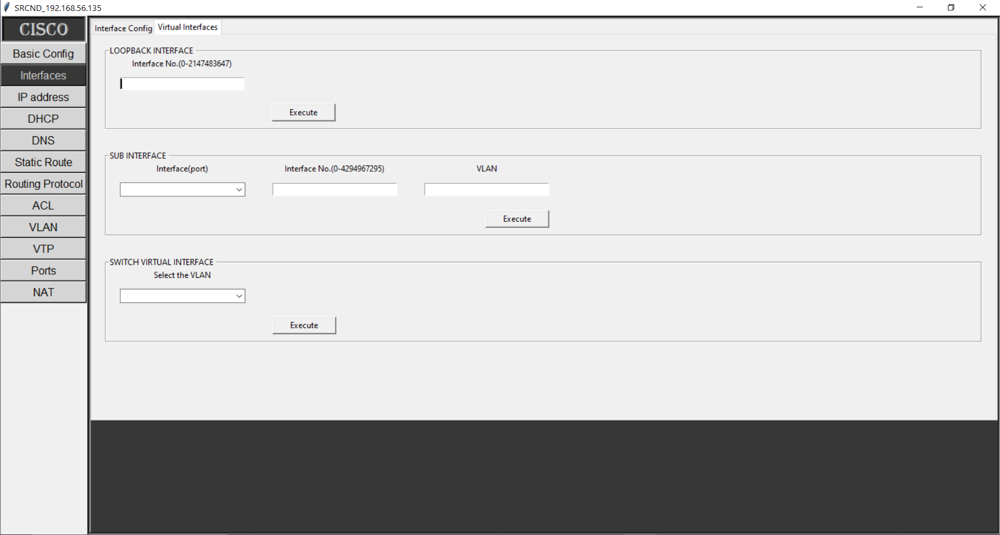 SRCND_192.168.56.135
CISCO
Basic Config
Interfaces
IP address
DHCP
DNS
Static Route
Routing Protocol
ACL
VLAN
VTP
Ports
NAT
Interface Config Virtual Interfaces
LOOPBACK INTERFACE
Interface No.(0-2147483647)
Execute
SUB INTERFACE
Interface(port) Interface No.(0-4294967295) VLAN
Execute
SWITCH VIRTUAL INTERFACE
Select the VLAN
Execute